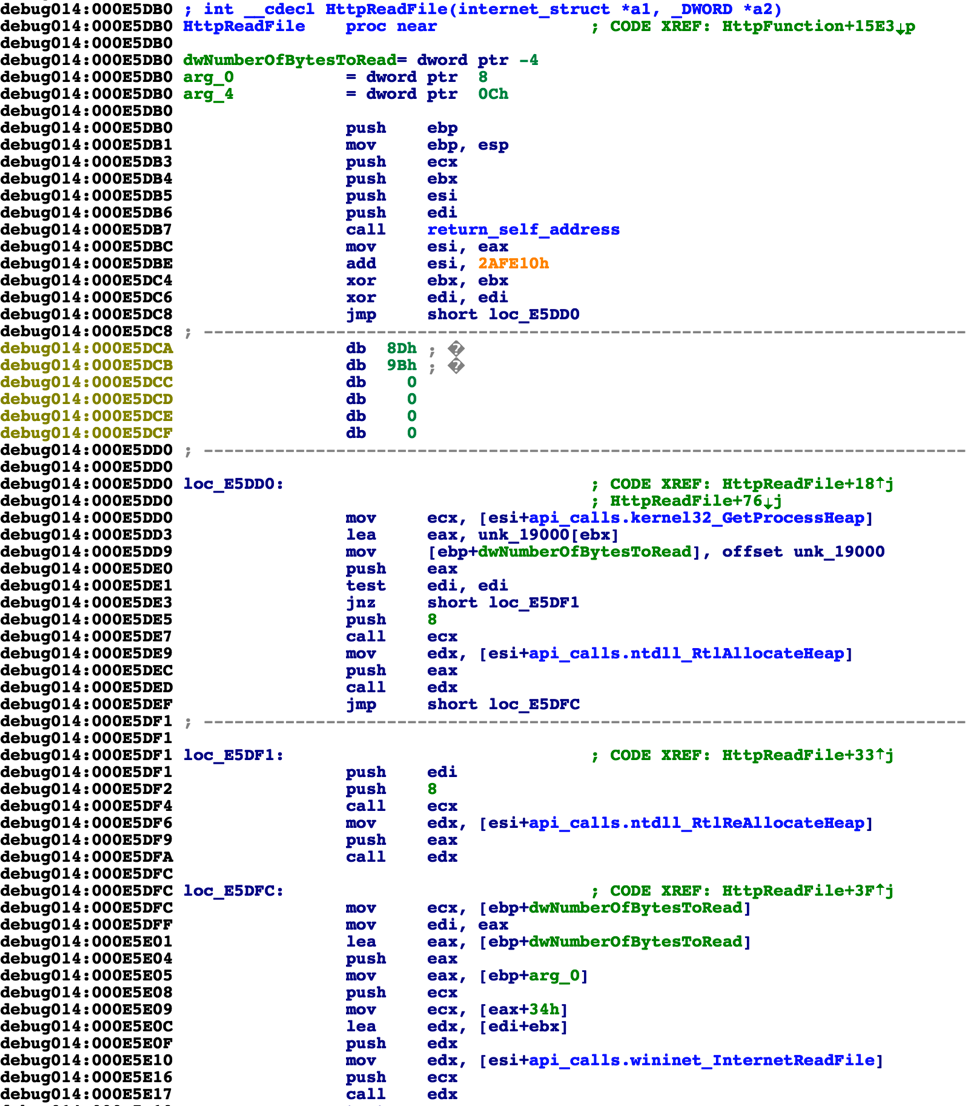 debug014:000E5DB0 ; int __cdecl HttpReadFile(internet_struct *a1, _DWORD *a2)
debug014:000E5DB0 HttpReadFile proc near ; CODE XREF: HttpFunction+15E3↓p
debug014:000E5DB0
debug014:000E5DB0 dwNumberOfBytesToRead= dword ptr -4
debug014:000E5DB0 arg_0 = dword ptr 8
debug014:000E5DB0 arg_4 = dword ptr 0Ch
debug014:000E5DB0
debug014:000E5DB0 push ebp
debug014:000E5DB1 mov ebp, esp
debug014:000E5DB3 push ecx
debug014:000E5DB4 push ebx
debug014:000E5DB5 push esi
debug014:000E5DB6 push edi
debug014:000E5DB7 call return_self_address
debug014:000E5DBC mov esi, eax
debug014:000E5DBE add esi, 2AFE10h
debug014:000E5DC4 xor ebx, ebx
debug014:000E5DC6 xor edi, edi
debug014:000E5DC8 jmp short loc_E5DD0
debug014:000E5DC8 ; ---------------------------------------------------------------------------
debug014:000E5DCA db 8Dh ; �
debug014:000E5DCB db 9Bh ; �
debug014:000E5DCC db 0
debug014:000E5DCD db 0
debug014:000E5DCE db 0
debug014:000E5DCF db 0
debug014:000E5DD0 ; ---------------------------------------------------------------------------
debug014:000E5DD0
debug014:000E5DD0 loc_E5DD0: ; CODE XREF: HttpReadFile+18↑j
debug014:000E5DD0 ; HttpReadFile+76↓j
debug014:000E5DD0 mov ecx, [esi+api_calls.kernel32_GetProcessHeap]
debug014:000E5DD3 lea eax, unk_19000[ebx]
debug014:000E5DD9 mov [ebp+dwNumberOfBytesToRead], offset unk_19000
debug014:000E5DE0 push eax
debug014:000E5DE1 test edi, edi
debug014:000E5DE3 jnz short loc_E5DF1
debug014:000E5DE5 push 8
debug014:000E5DE7 call ecx
debug014:000E5DE9 mov edx, [esi+api_calls.ntdll_RtlAllocateHeap]
debug014:000E5DEC push eax
debug014:000E5DED call edx
debug014:000E5DEF jmp short loc_E5DFC
debug014:000E5DF1 ; ---------------------------------------------------------------------------
debug014:000E5DF1
debug014:000E5DF1 loc_E5DF1: ; CODE XREF: HttpReadFile+33↑j
debug014:000E5DF1 push edi
debug014:000E5DF2 push 8
debug014:000E5DF4 call ecx
debug014:000E5DF6 mov edx, [esi+api_calls.ntdll_RtlReAllocateHeap]
debug014:000E5DF9 push eax
debug014:000E5DFA call edx
debug014:000E5DFC
debug014:000E5DFC loc_E5DFC: ; CODE XREF: HttpReadFile+3F↑j
debug014:000E5DFC mov ecx, [ebp+dwNumberOfBytesToRead]
debug014:000E5DFF mov edi, eax
debug014:000E5E01 lea eax, [ebp+dwNumberOfBytesToRead]
debug014:000E5E04 push eax
debug014:000E5E05 mov eax, [ebp+arg_0]
debug014:000E5E08 push ecx
debug014:000E5E09 mov ecx, [eax+34h]
debug014:000E5E0C lea edx, [edi+ebx]
debug014:000E5E0F push edx
debug014:000E5E10 mov edx, [esi+api_calls.wininet_InternetReadFile]
debug014:000E5E16 push ecx
debug014:000E5E17 call edx